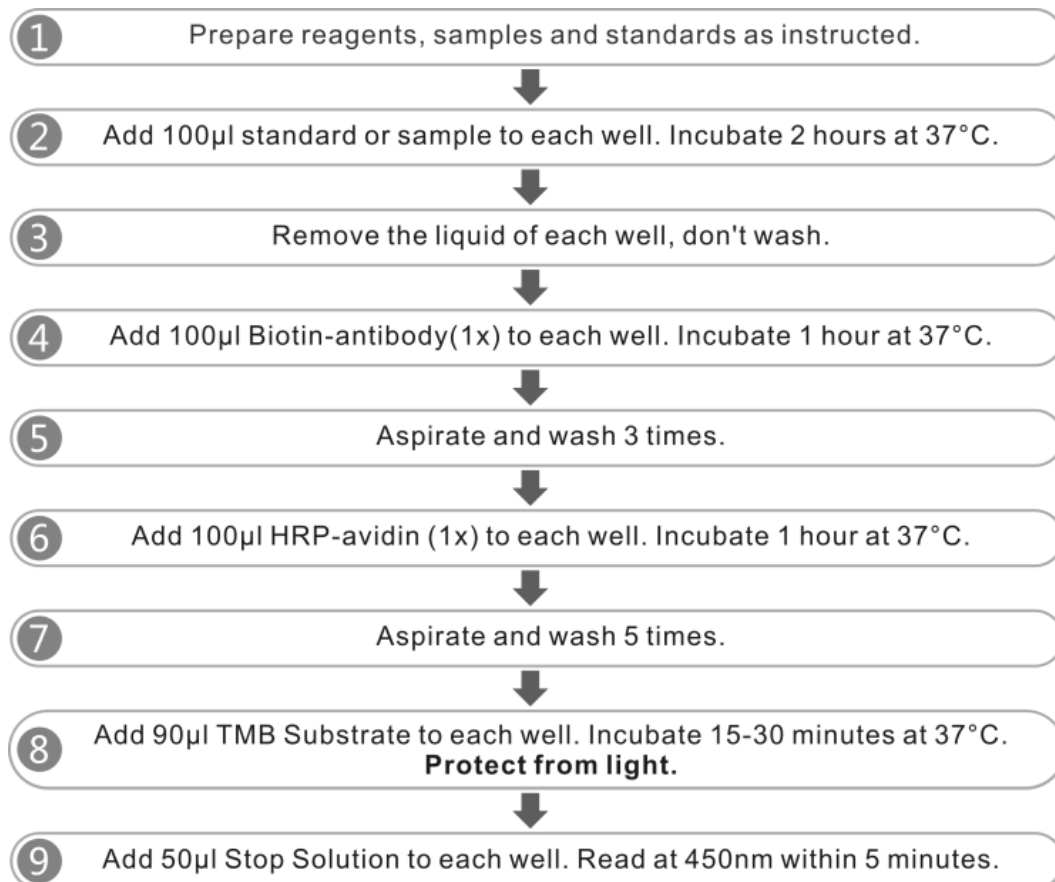 1 Prepare reagents, samples and standards as instructed.
2 Add 100µl standard or sample to each well. Incubate 2 hours at 37°C.
3 Remove the liquid of each well, don't wash.
4 Add 100µl Biotin-antibody(1x) to each well. Incubate 1 hour at 37°C.
5 Aspirate and wash 3 times.
6 Add 100µl HRP-avidin (1x) to each well. Incubate 1 hour at 37°C.
7 Aspirate and wash 5 times.
8 Add 90µl TMB Substrate to each well. Incubate 15-30 minutes at 37°C.
Protect from light.
9 Add 50µl Stop Solution to each well. Read at 450nm within 5 minutes.